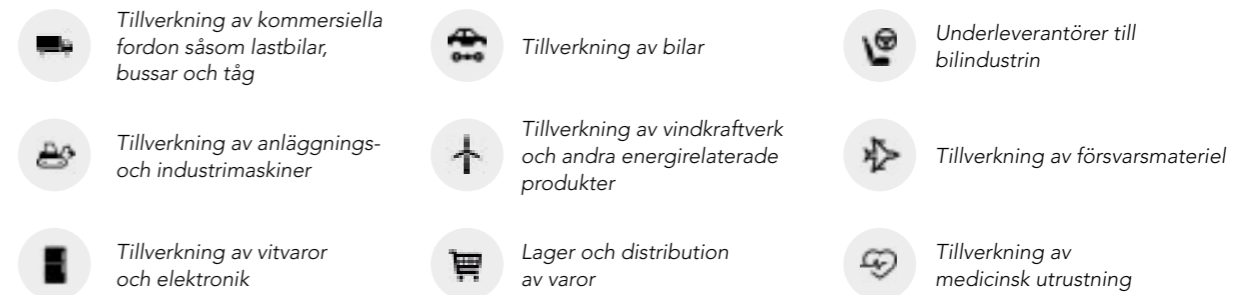 Tillverkning av kommersiella
fordon såsom lastbilar,
bussar och tåg
Tillverkning av bilar
Underleverantörer till
bilindustrin
Tillverkning av anläggnings-
och industrimaskiner
Tillverkning av vindkraftverk
och andra energirelaterade
produkter
Tillverkning av försvarsmateriel
Tillverkning av vitvaror
och elektronik
Lager och distribution
av varor
Tillverkning av
medicinsk utrustning